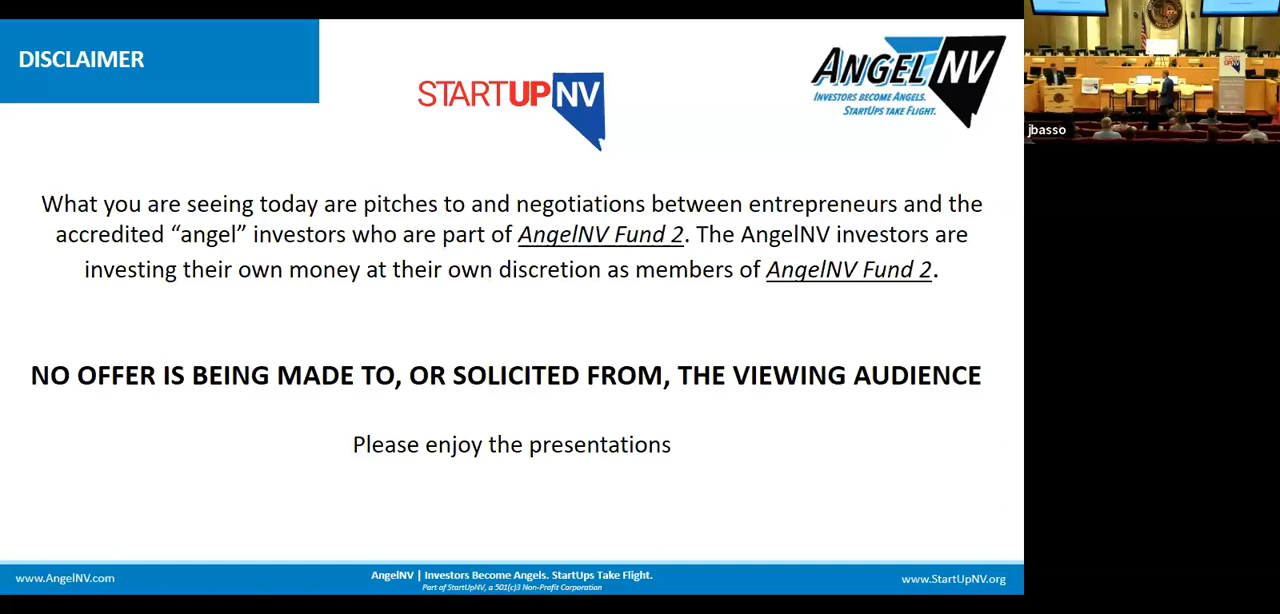 DISCLAIMER
STARTUPNV
ANGELNV
INVESTORS BECOME ANGELS.
STARTUPS TAKE FLIGHT.
What you are seeing today are pitches to and negotiations between entrepreneurs and the
accredited “angel” investors who are part of AngelNV Fund 2. The AngelNV investors are
investing their own money at their own discretion as members of AngelNV Fund 2.
NO OFFER IS BEING MADE TO, OR SOLICITED FROM, THE VIEWING AUDIENCE
Please enjoy the presentations
www.AngelNV.com
AngelNV | Investors Become Angels. StartUps Take Flight.
Part of StartUpNV, a 501(c)3 Non-Profit Corporation
www.StartUpNV.org
jbasso
START
UPNV